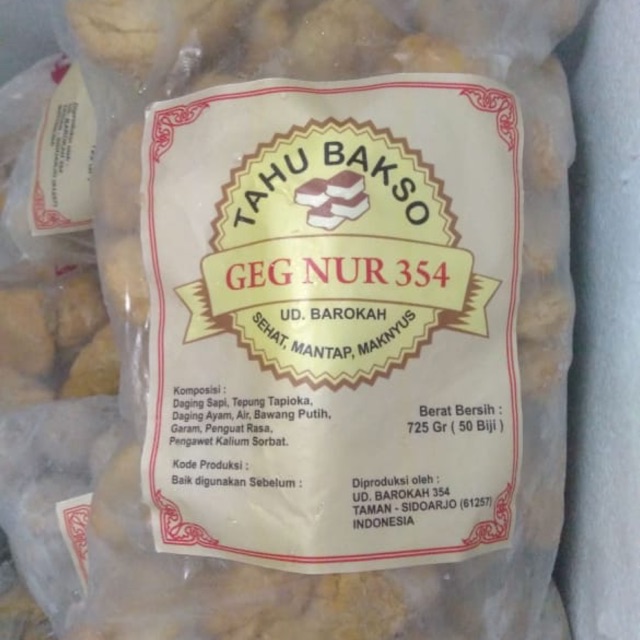 TAHU BAKSO
GEG NUR 354
UD. BAROKAH
SEHAT, MANTAP, MAKNYUS
Komposisi :
Daging Sapi, Tepung Tapioka,
Daging Ayam, Air, Bawang Putih,
Garam, Penguat Rasa,
Pengawet Kalium Sorbat.
Berat Bersih :
725 Gr ( 50 Biji )
Kode Produksi :
Baik digunakan Sebelum :
Diproduksi oleh :
UD. BAROKAH 354
TAMAN - SIDOARJO (61257)
INDONESIA